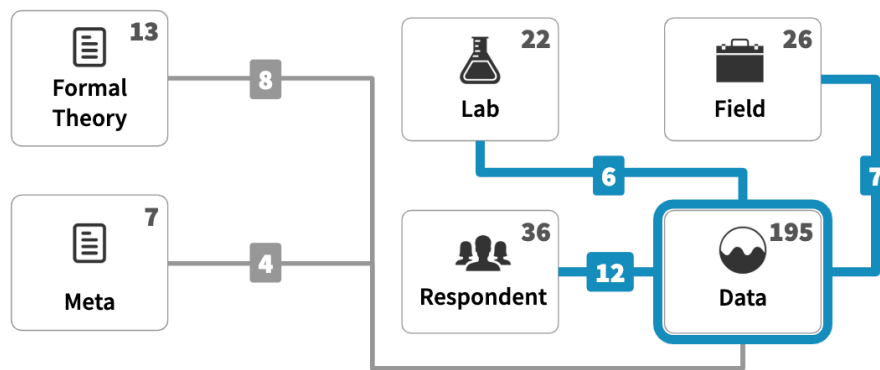 13
Formal
Theory
8
22
Lab
26
Field
6
7
7
Meta
4
36
Respondent
12
195
Data